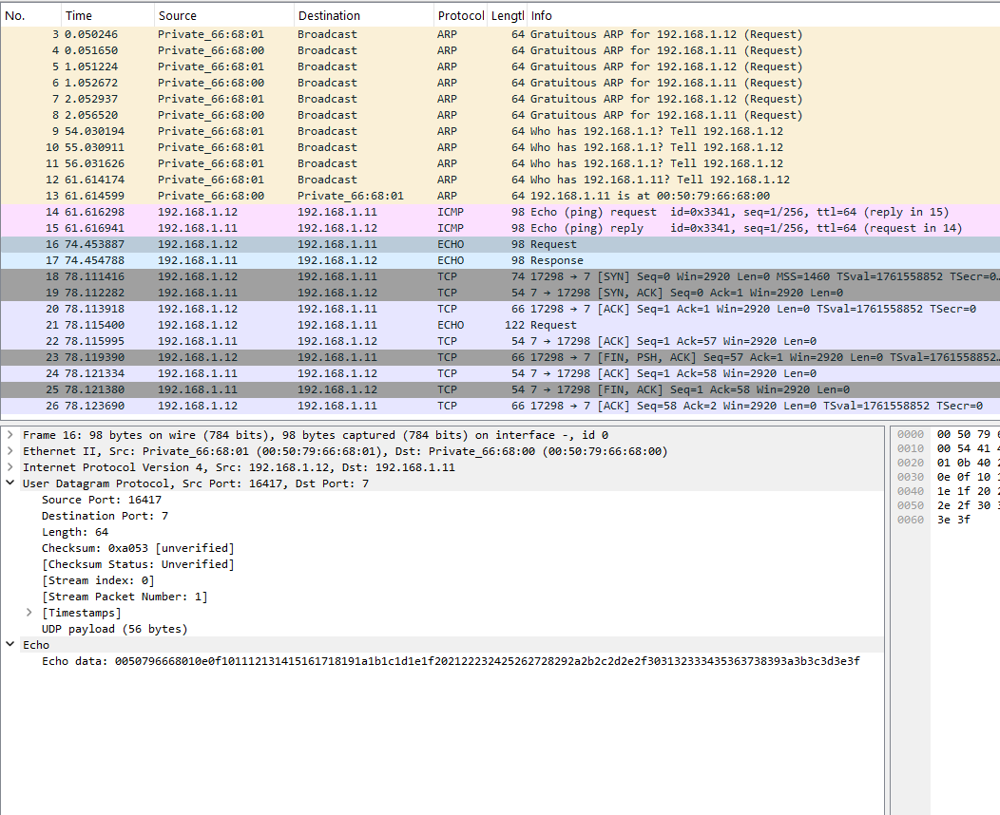 No. Time Source Destination Protocol Lengtl Info
3 0.050246 Private_66:68:01 Broadcast ARP 64 Gratuitous ARP for 192.168.1.12 (Request)
4 0.051650 Private_66:68:00 Broadcast ARP 64 Gratuitous ARP for 192.168.1.11 (Request)
5 1.051224 Private_66:68:01 Broadcast ARP 64 Gratuitous ARP for 192.168.1.12 (Request)
6 1.052672 Private_66:68:00 Broadcast ARP 64 Gratuitous ARP for 192.168.1.11 (Request)
7 2.052937 Private_66:68:01 Broadcast ARP 64 Gratuitous ARP for 192.168.1.12 (Request)
8 2.056520 Private_66:68:00 Broadcast ARP 64 Gratuitous ARP for 192.168.1.11 (Request)
9 54.030194 Private_66:68:01 Broadcast ARP 64 Who has 192.168.1.1? Tell 192.168.1.12
10 55.030911 Private_66:68:01 Broadcast ARP 64 Who has 192.168.1.1? Tell 192.168.1.12
11 56.031626 Private_66:68:01 Broadcast ARP 64 Who has 192.168.1.1? Tell 192.168.1.12
12 61.614174 Private_66:68:01 Broadcast ARP 64 Who has 192.168.1.11? Tell 192.168.1.12
13 61.614599 Private_66:68:00 Private_66:68:01 ARP 64 192.168.1.11 is at 00:50:79:66:68:00
14 61.616298 192.168.1.12 192.168.1.11 ICMP 98 Echo (ping) request id=0x3341, seq=1/256, ttl=64 (reply in 15)
15 61.616941 192.168.1.11 192.168.1.12 ICMP 98 Echo (ping) reply id=0x3341, seq=1/256, ttl=64 (request in 14)
16 74.453887 192.168.1.12 192.168.1.11 ECHO 98 Request
17 74.454788 192.168.1.11 192.168.1.12 ECHO 98 Response
18 78.111416 192.168.1.12 192.168.1.11 TCP 74 17298 → 7 [SYN] Seq=0 Win=2920 Len=0 MSS=1460 TSval=1761558852 TSecr=0…
19 78.112282 192.168.1.11 192.168.1.12 TCP 54 7 → 17298 [SYN, ACK] Seq=0 Ack=1 Win=2920 Len=0
20 78.113918 192.168.1.12 192.168.1.11 TCP 66 17298 → 7 [ACK] Seq=1 Ack=1 Win=2920 Len=0 TSval=1761558852 TSecr=0
21 78.115400 192.168.1.12 192.168.1.11 ECHO 122 Request
22 78.115995 192.168.1.11 192.168.1.12 TCP 54 7 → 17298 [ACK] Seq=1 Ack=57 Win=2920 Len=0
23 78.119390 192.168.1.12 192.168.1.11 TCP 66 17298 → 7 [FIN, PSH, ACK] Seq=57 Ack=1 Win=2920 Len=0 TSval=1761558852…
24 78.121334 192.168.1.11 192.168.1.12 TCP 54 7 → 17298 [ACK] Seq=1 Ack=58 Win=2920 Len=0
25 78.121380 192.168.1.11 192.168.1.12 TCP 54 7 → 17298 [FIN, ACK] Seq=1 Ack=58 Win=2920 Len=0
26 78.123690 192.168.1.12 192.168.1.11 TCP 66 17298 → 7 [ACK] Seq=58 Ack=2 Win=2920 Len=0 TSval=1761558852 TSecr=0
Frame 16: 98 bytes on wire (784 bits), 98 bytes captured (784 bits) on interface -, id 0
Ethernet II, Src: Private_66:68:01 (00:50:79:66:68:01), Dst: Private_66:68:00 (00:50:79:66:68:00)
Internet Protocol Version 4, Src: 192.168.1.12, Dst: 192.168.1.11
User Datagram Protocol, Src Port: 16417, Dst Port: 7
Source Port: 16417
Destination Port: 7
Length: 64
Checksum: 0xa053 [unverified]
[Checksum Status: Unverified]
[Stream index: 0]
[Stream Packet Number: 1]
[Timestamps]
UDP payload (56 bytes)
Echo
Echo data: 0050796668010e0f101112131415161718191a1b1c1d1e1f202122232425262728292a2b2c2d2e2f303132333435363738393a3b3c3d3e3f
0000 00 50 79
0010 00 54 41
0020 01 0b 40
0030 0e 0f 10
0040 1e 1f 20
0050 2e 2f 30
0060 3e 3f